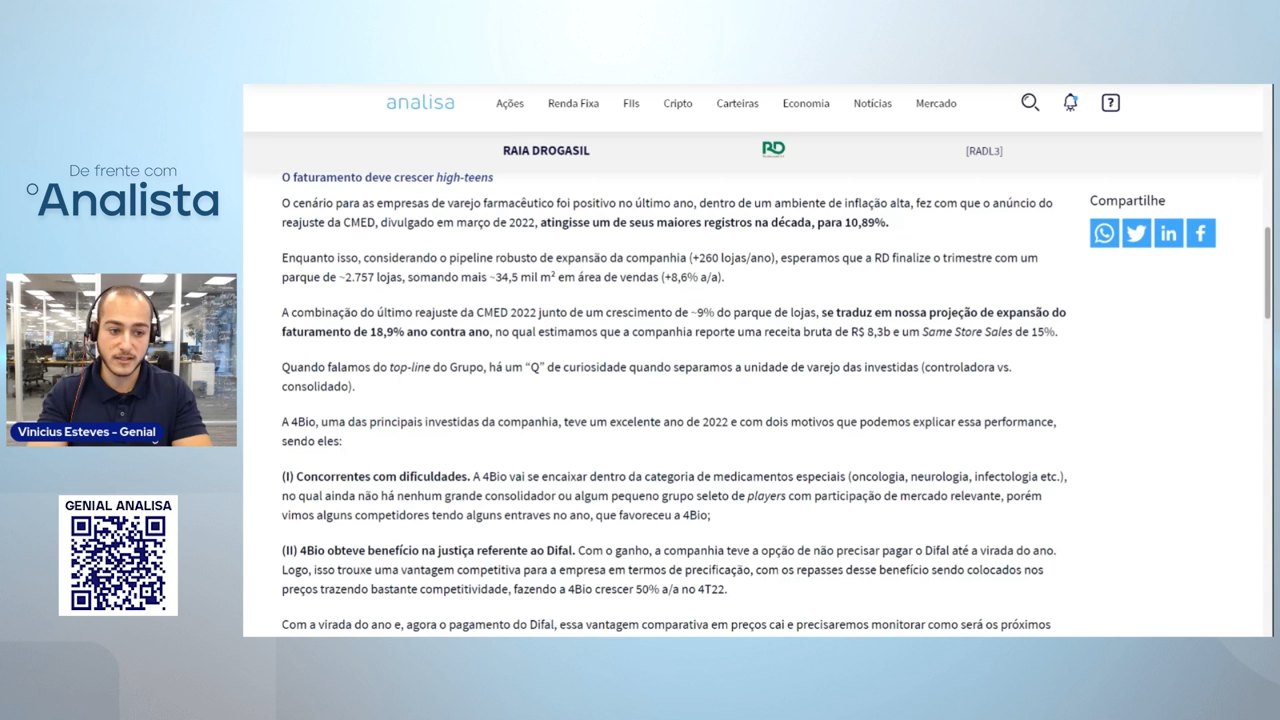 De frente com
o Analista
Vinicius Esteves - Genial
GENIAL ANALISA
analisa
Ações
Renda Fixa
FIIs
Cripto
Carteiras
Economia
Notícias
Mercado
?
RAIA DROGASIL
RD
[RADL3]
O faturamento deve crescer high-teens
O cenário para as empresas de varejo farmacêutico foi positivo no último ano, dentro de um ambiente de inflação alta, fez com que o anúncio do
reajuste da CMED, divulgado em março de 2022, atingisse um de seus maiores registros na década, para 10,89%.
Enquanto isso, considerando o pipeline robusto de expansão da companhia (+260 lojas/ano), esperamos que a RD finalize o trimestre com um
parque de ~2.757 lojas, somando mais ~34,5 mil m² em área de vendas (+8,6% a/a).
A combinação do último reajuste da CMED 2022 junto de um crescimento de ~9% do parque de lojas, se traduz em nossa projeção de expansão do
faturamento de 18,9% ano contra ano, no qual estimamos que a companhia reporte uma receita bruta de R$ 8,3b e um Same Store Sales de 15%.
Quando falamos do top-line do Grupo, há um “Q” de curiosidade quando separamos a unidade de varejo das investidas (controladora vs.
consolidado).
A 4Bio, uma das principais investidas da companhia, teve um excelente ano de 2022 e com dois motivos que podemos explicar essa performance,
sendo eles:
(I) Concorrentes com dificuldades. A 4Bio vai se encaixar dentro da categoria de medicamentos especiais (oncologia, neurologia, infectologia etc.),
no qual ainda não há nenhum grande consolidador ou algum pequeno grupo seleto de players com participação de mercado relevante, porém
vimos alguns competidores tendo alguns entraves no ano, que favoreceu a 4Bio;
(II) 4Bio obteve benefício na justiça referente ao Difal. Com o ganho, a companhia teve a opção de não precisar pagar o Difal até a virada do ano.
Logo, isso trouxe uma vantagem competitiva para a empresa em termos de precificação, com os repasses desse benefício sendo colocados nos
preços trazendo bastante competitividade, fazendo a 4Bio crescer 50% a/a no 4T22.
Com a virada do ano e, agora o pagamento do Difal, essa vantagem comparativa em preços cai e precisaremos monitorar como será os próximos
Compartilhe